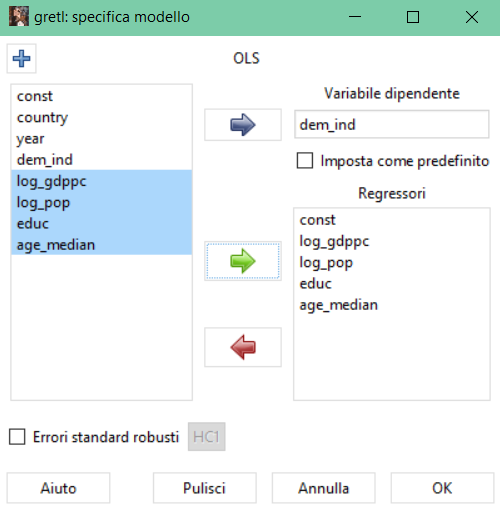 gretl: specifica modello
OLS
const
country
year
dem_ind
log_gdppc
log_pop
educ
age_median
Variabile dipendente
dem_ind
Imposta come predefinito
Regressori
const
log_gdppc
log_pop
educ
age_median
Errori standard robusti
HC1
Aiuto
Pulisci
Annulla
OK